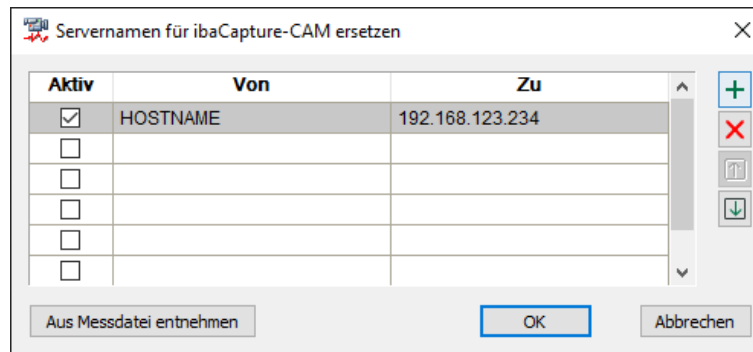 Servernamen für ibaCapture-CAM ersetzen
Aktiv Von Zu
HOSTNAME 192.168.123.234
Aus Messdatei entnehmen OK Abbrechen